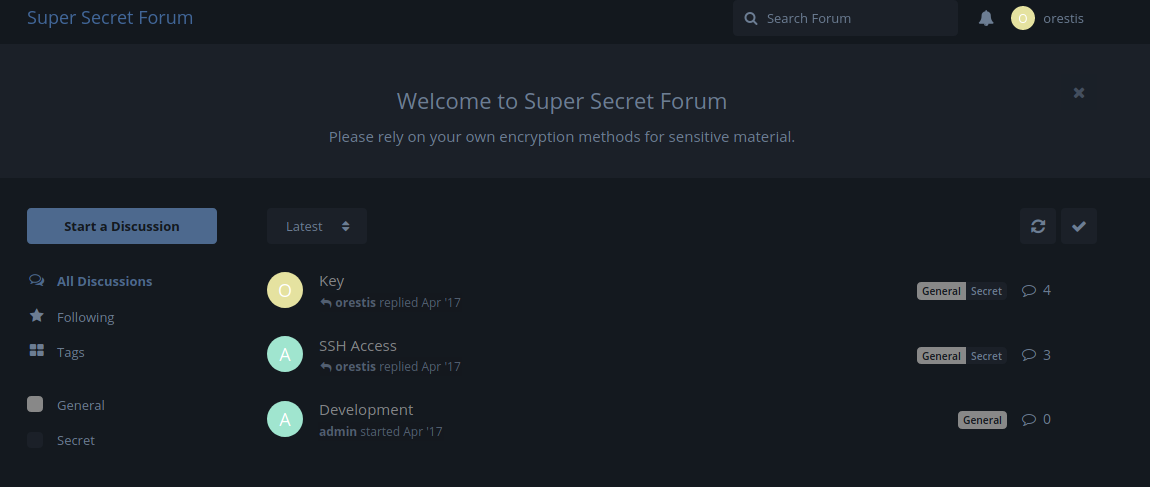 Super Secret Forum
Search Forum
O orestis
Welcome to Super Secret Forum
Please rely on your own encryption methods for sensitive material.
Start a Discussion
Latest
All Discussions
Following
Tags
General
Secret
O Key
orestis replied Apr '17
General Secret 4
A SSH Access
orestis replied Apr '17
General Secret 3
A Development
admin started Apr '17
General 0